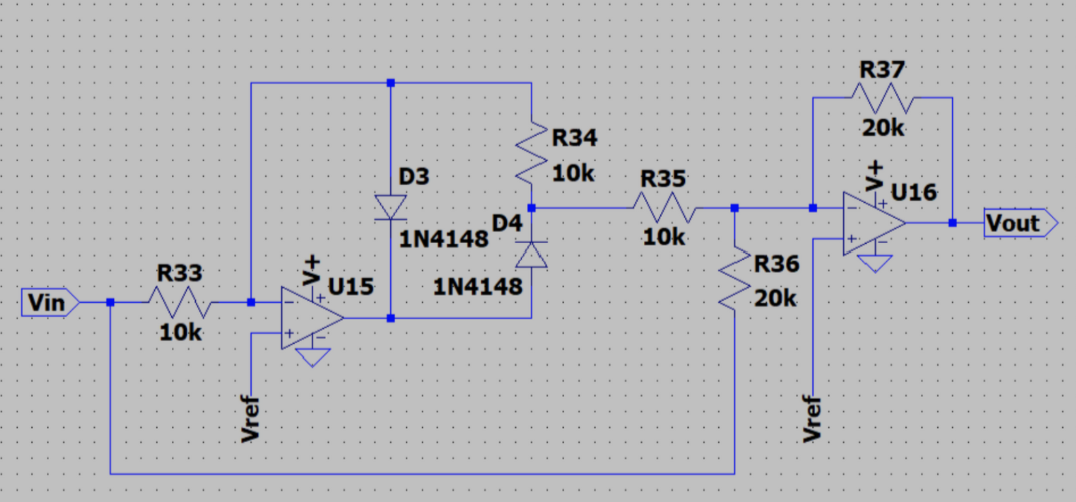 R37
20k
V+
U16
R34
10k
D3
R35
Vout
D4
1N4148
10k
R36
20k
1N4148
V+
U15
R33
Vin
10k
Vref
Vref